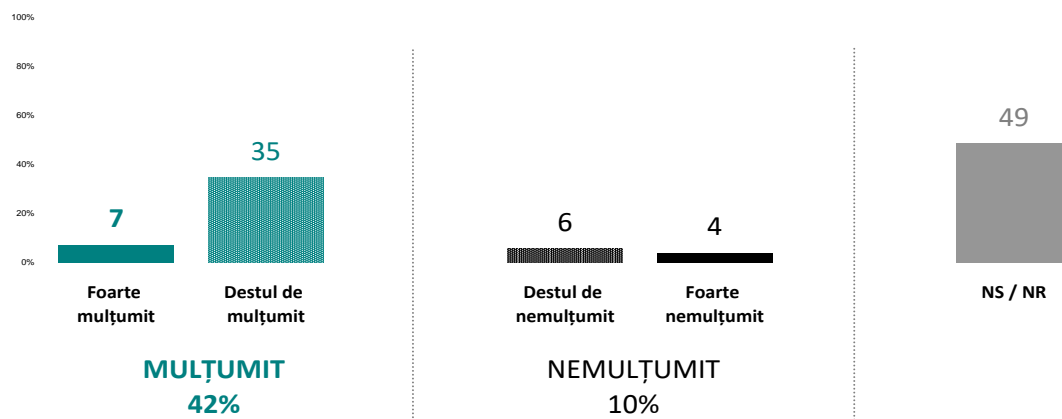 100%
80%
60%
40%
20%
0%
7
35
6
4
49
Foarte
mulțumit
Destul de
mulțumit
Destul de
nemulțumit
Foarte
nemulțumit
NS / NR
MULȚUMIT
42%
NEMULȚUMIT
10%